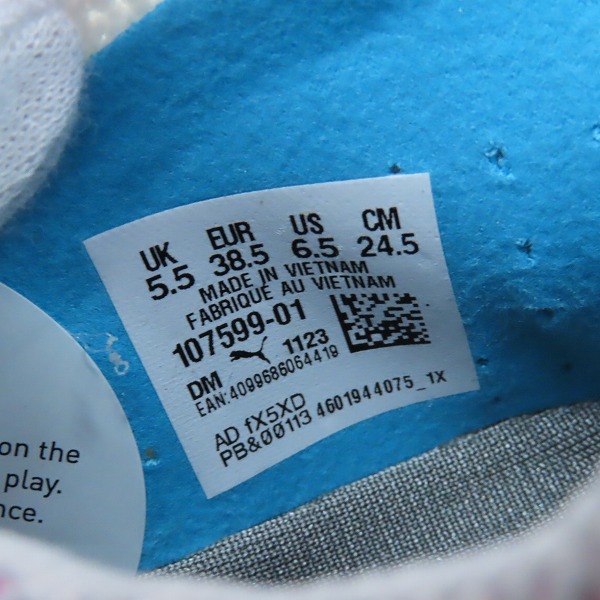 UK EUR US CM
5.5 38.5 6.5 24.5
MADE IN VIETNAM
FABRIQUE AU VIETNAM
107599-01
DM 1123
EAN:4099686064419
AD fX5XD
PB&00113 4601944075_1X
on the
play.
nce.